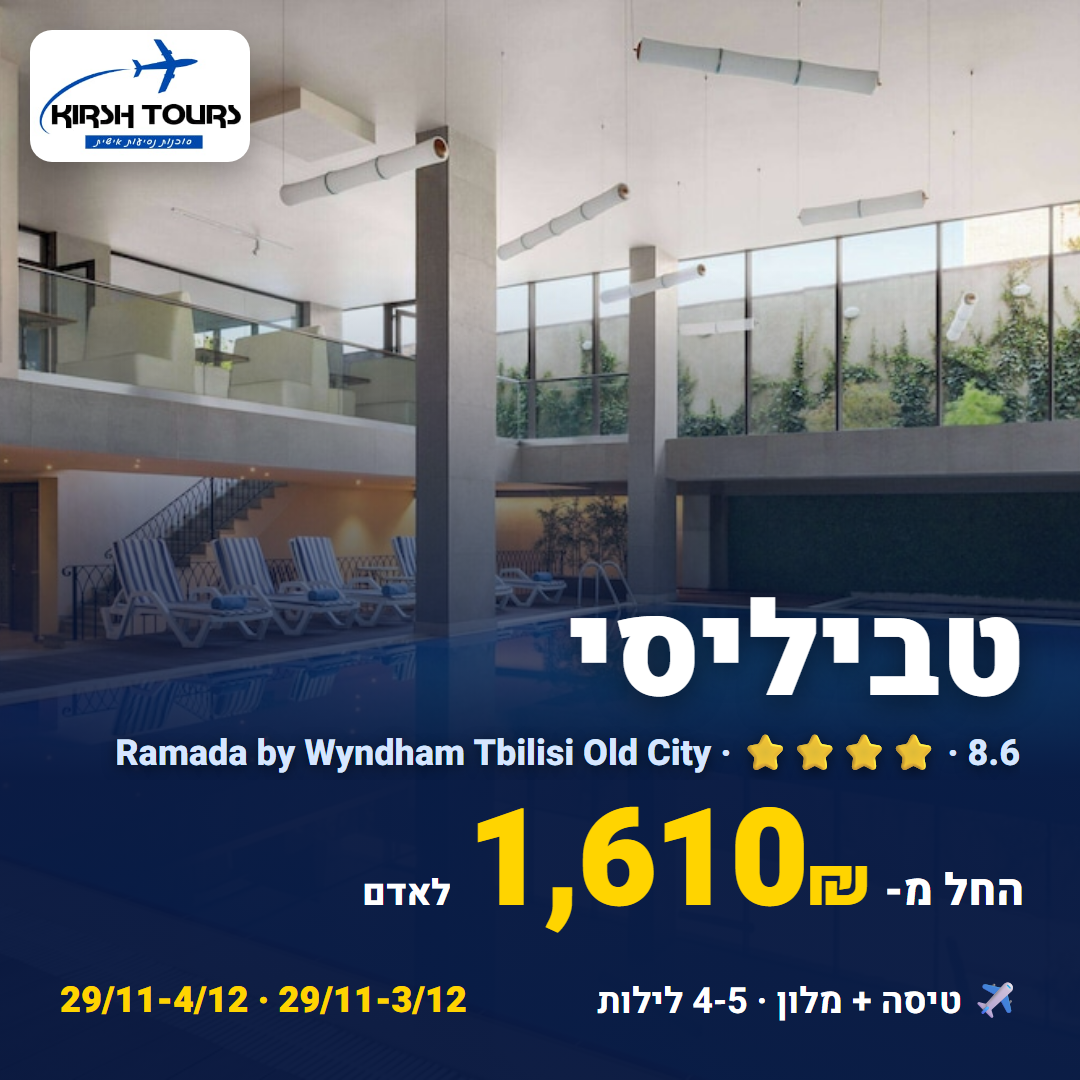 KIRSH TOURS
סוכנות נסיעות אישית
טביליסי
Ramada by Wyndham Tbilisi Old City · ⭐⭐⭐⭐ · 8.6
החל מ- ₪1,610 לאדם
✈️ טיסה + מלון · 4-5 לילות
29/11-4/12 · 29/11-3/12